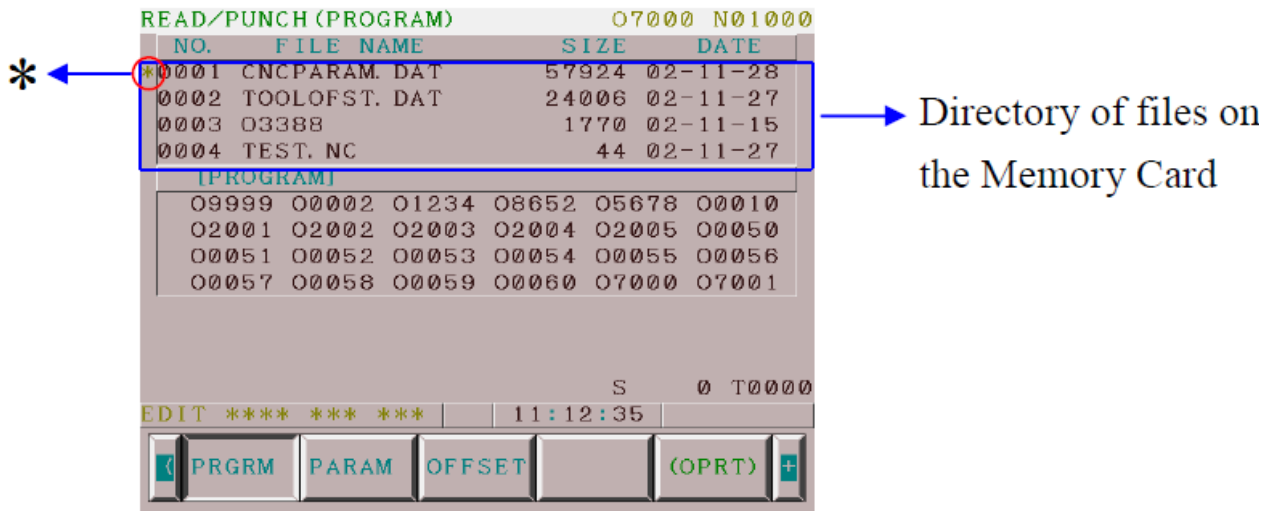 READ/PUNCH (PROGRAM) O7000 N01000
NO. FILE NAME SIZE DATE
*
*0001 CNCPARAM. DAT 57924 02-11-28
0002 TOOLOFST. DAT 24006 02-11-27
0003 O3388 1770 02-11-15
0004 TEST. NC 44 02-11-27
Directory of files on
the Memory Card
[PROGRAM]
O9999 O0002 O1234 O8652 O5678 O0010
O2001 O2002 O2003 O2004 O2005 O0050
O0051 O0052 O0053 O0054 O0055 O0056
O0057 O0058 O0059 O0060 O7000 O7001
S 0 T0000
EDIT **** *** *** 11:12:35
PRGRM PARAM OFFSET (OPRT) +